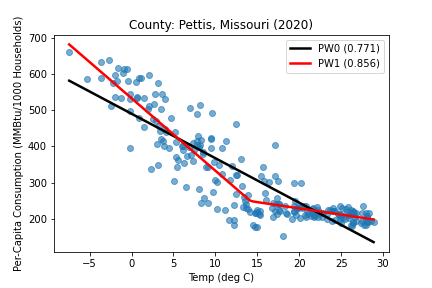 County: Pettis, Missouri (2020)
Per-Capita Consumption (MMBtu/1000 Households)
700
600
500
400
300
200
PW0 (0.771)
PW1 (0.856)
−5 0 5 10 15 20 25 30
Temp (deg C)